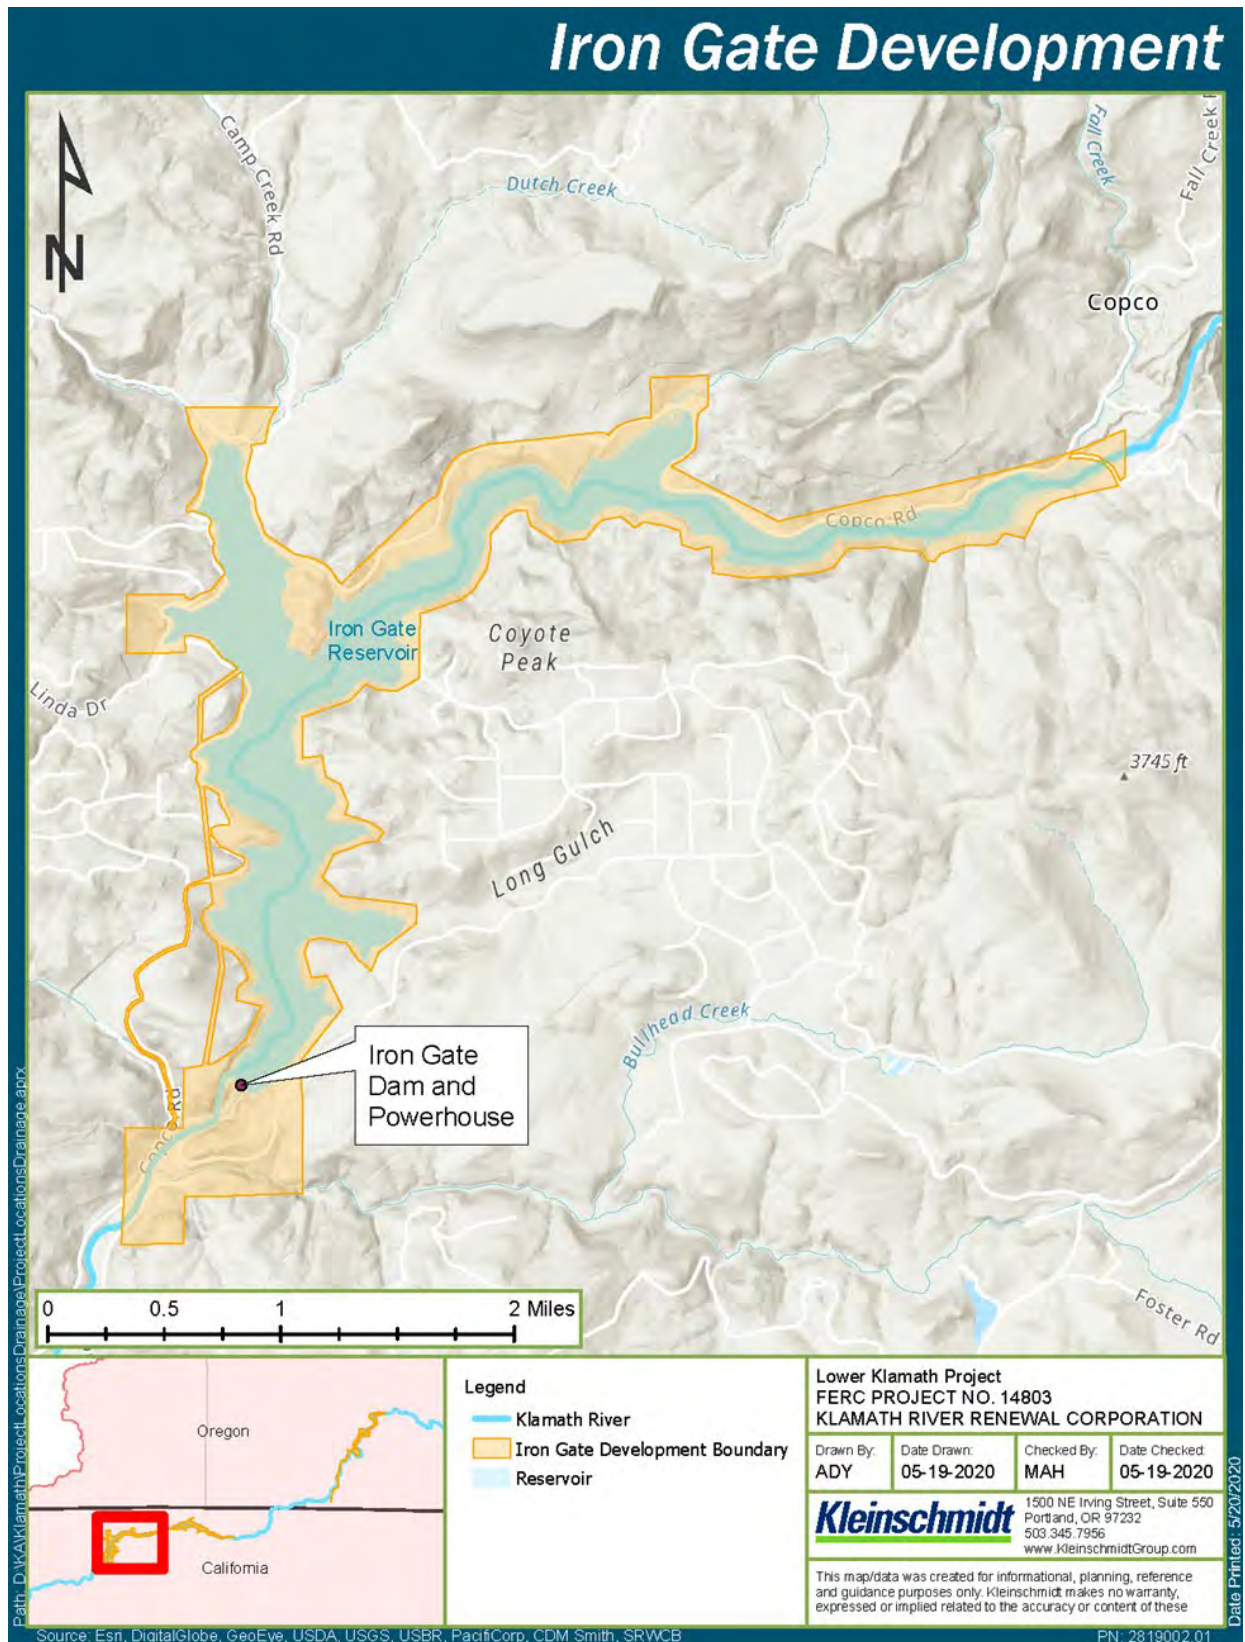 Iron Gate Development
Camp Creek Rd
Dutch Creek
Fall Creek
Fall Creek R
N
Copco
Copco Rd
Iron Gate
Reservoir
Coyote
Peak
Linda Dr
3745 ft
Long Gulch
Bullhead Creek
Iron Gate
Dam and
Powerhouse
Copco Rd
Foster Rd
0 0.5 1 2 Miles
Oregon
California
Legend
Klamath River
Iron Gate Development Boundary
Reservoir
Lower Klamath Project
FERC PROJECT NO. 14803
KLAMATH RIVER RENEWAL CORPORATION
Drawn By: Date Drawn: Checked By: Date Checked:
ADY 05-19-2020 MAH 05-19-2020
Kleinschmidt
1500 NE Irving Street, Suite 550
Portland, OR 97232
503.345.7956
www.KleinschmidtGroup.com
This map/data was created for informational, planning, reference
and guidance purposes only. Kleinschmidt makes no warranty,
expressed or implied related to the accuracy or content of these
Path: D:\KA\Klamath\ProjectLocationsDrainage\ProjectLocationsDrainage.aprx
Date Printed: 5/20/2020
Source: Esri, DigitalGlobe, GeoEye, USDA, USGS, USBR, PacifiCorp, CDM Smith, SRWCB
PN: 2819002.01